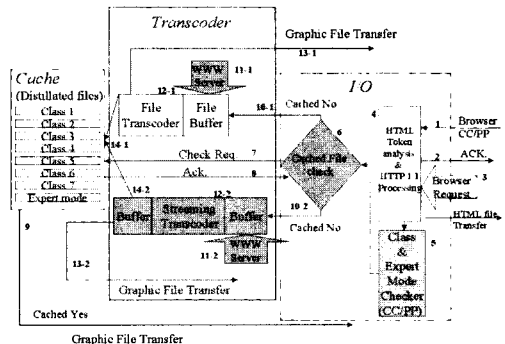 Transcoder
Graphic File Transfer
13-1
Cache
(Distillated files)
Class 1
Class 2
Class 3
Class 4
Class 5
Class 6
Class 7
Expert mode
WWW
Server
11-1
12-1
File
Transcoder
File
Buffer
I/O
10-1
Cached No
4
6
HTML
Token
analysis
&
HTTP 1.1
Processing
1
Browser
CC/PP
2
ACK.
Browser
Request
3
HTML file
Transfer
14-1
Check Req
7
Cached File
check
Ack.
8
14-2
12-2
10-2
Buffer
Streaming
Transcoder
Buffer
Cached No
WWW
Server
11-2
5
Class
&
Expert
Mode
Checker
(CC/PP)
9
13-2
Graphic File Transfer
Cached Yes
Graphic File Transfer